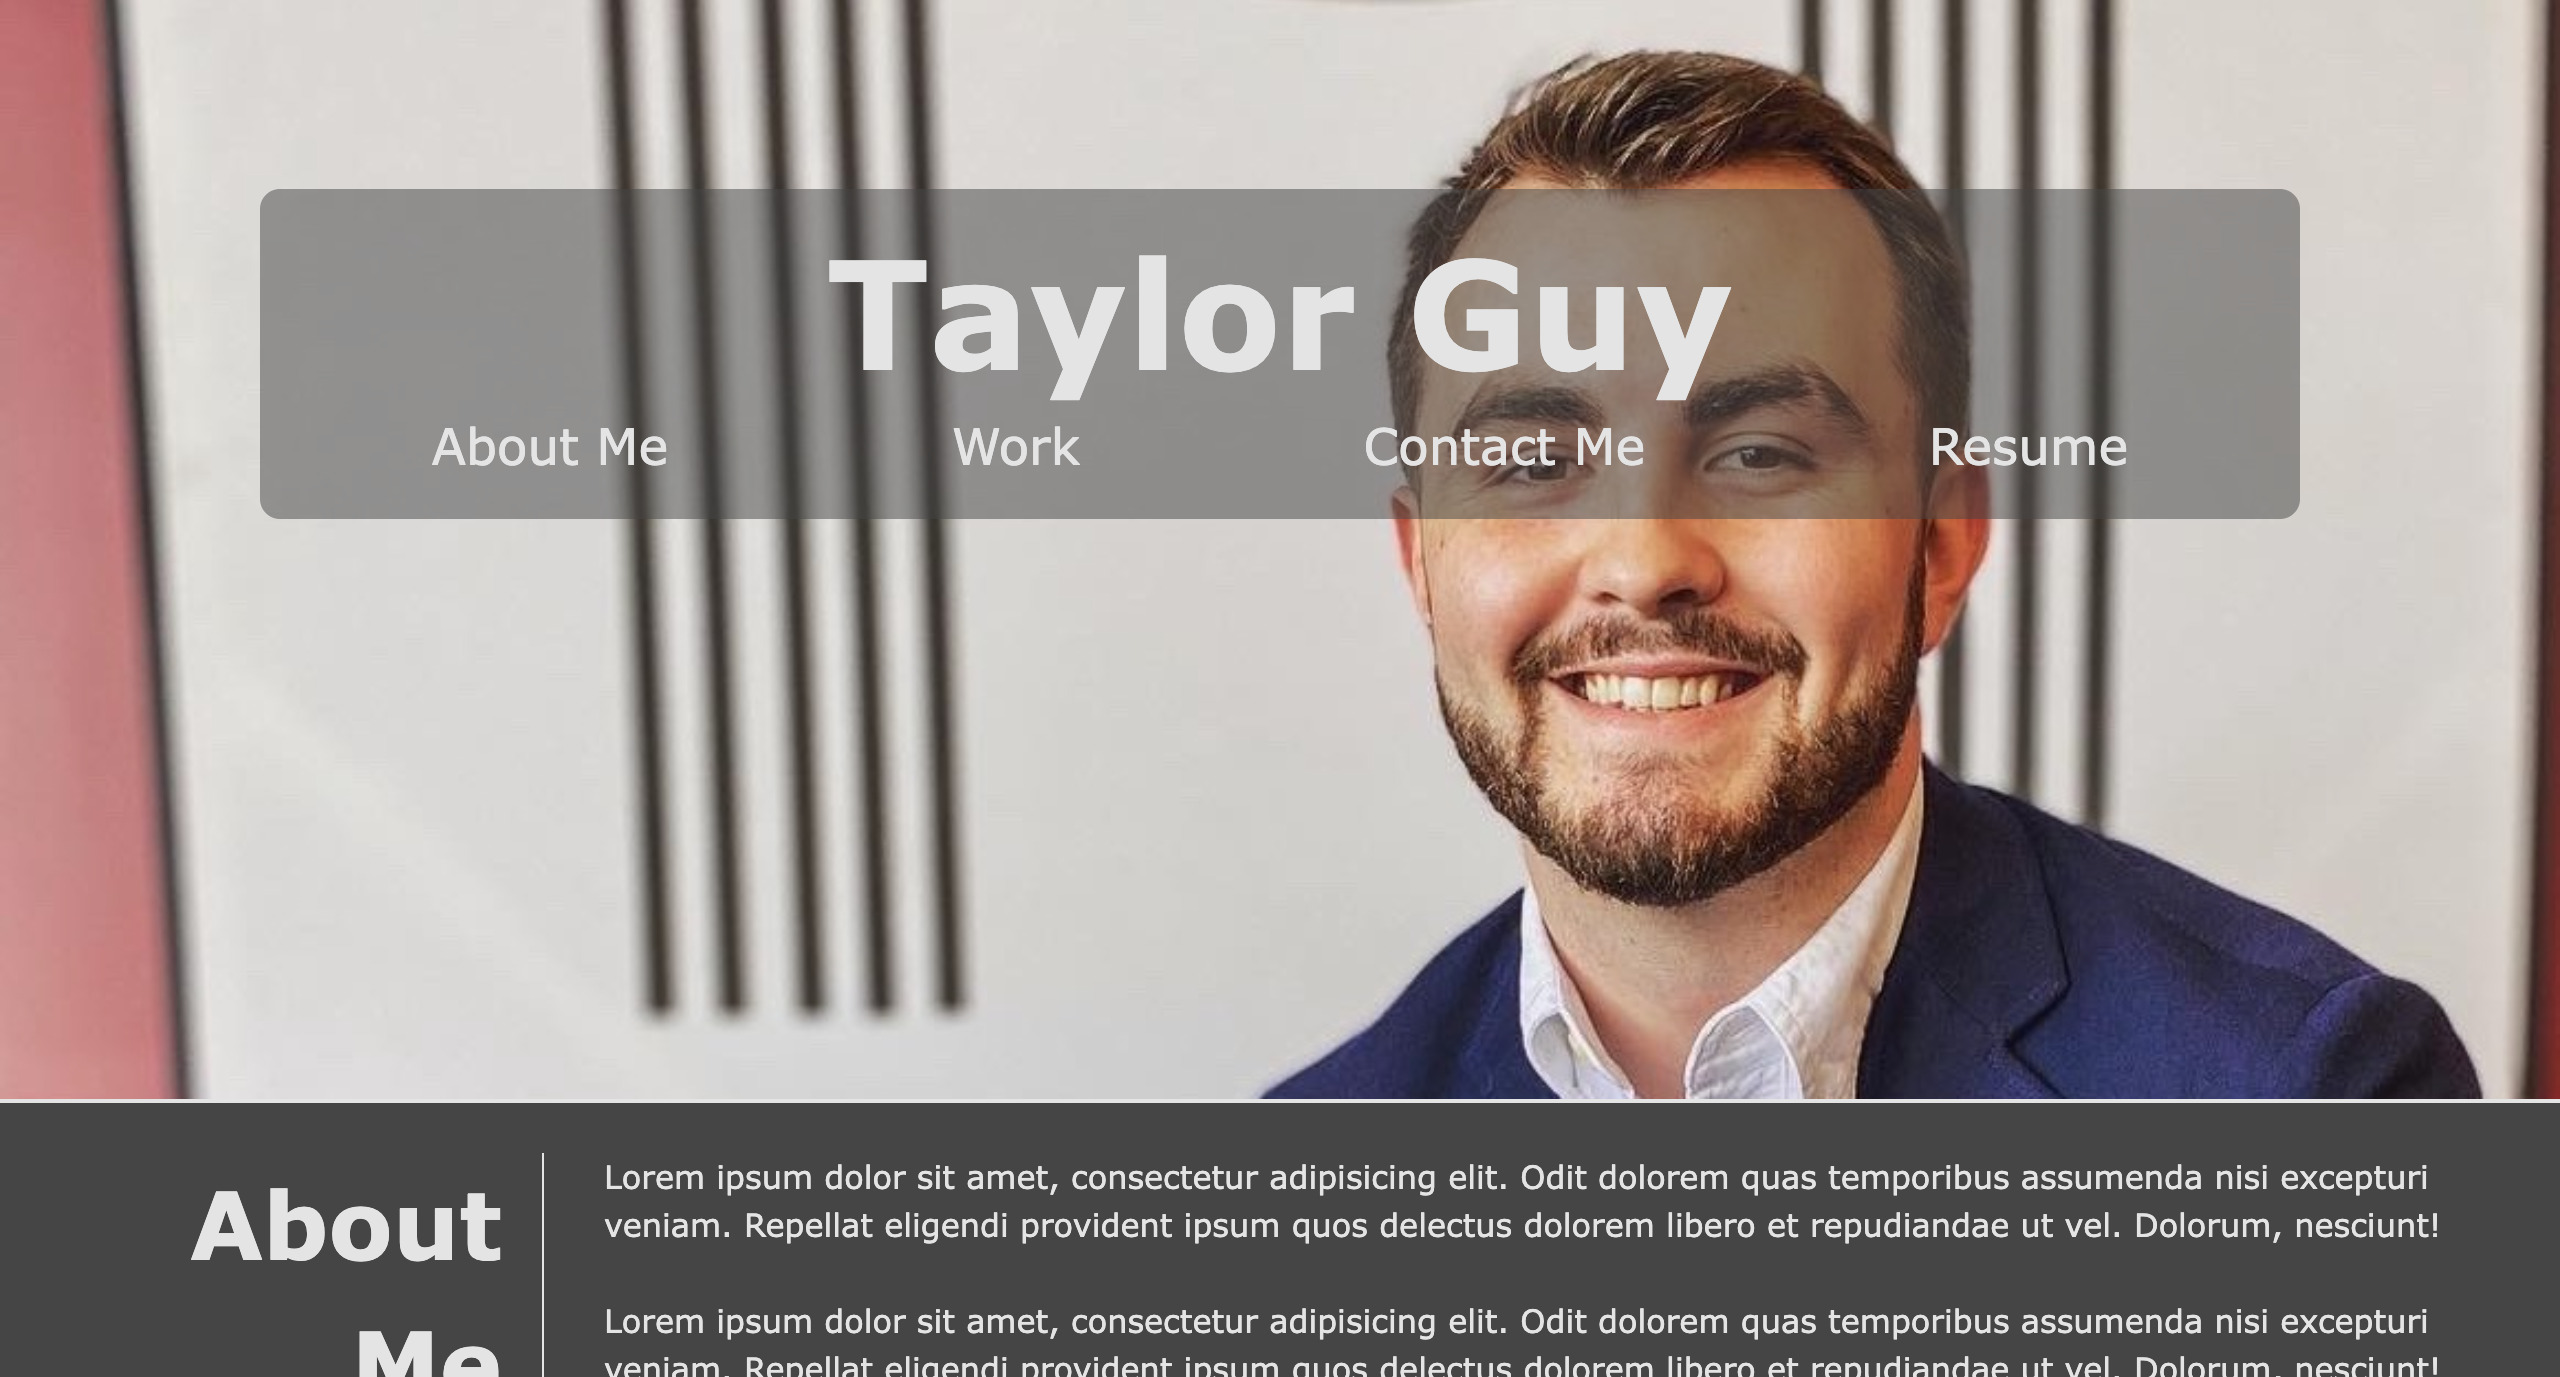 Taylor Guy
About Me Work Contact Me Resume
About
Me
Lorem ipsum dolor sit amet, consectetur adipisicing elit. Odit dolorem quas temporibus assumenda nisi excepturi
veniam. Repellat eligendi provident ipsum quos delectus dolorem libero et repudiandae ut vel. Dolorum, nesciunt!
Lorem ipsum dolor sit amet, consectetur adipisicing elit. Odit dolorem quas temporibus assumenda nisi excepturi
veniam. Repellat eligendi provident ipsum quos delectus dolorem libero et repudiandae ut vel. Dolorum, nesciunt!